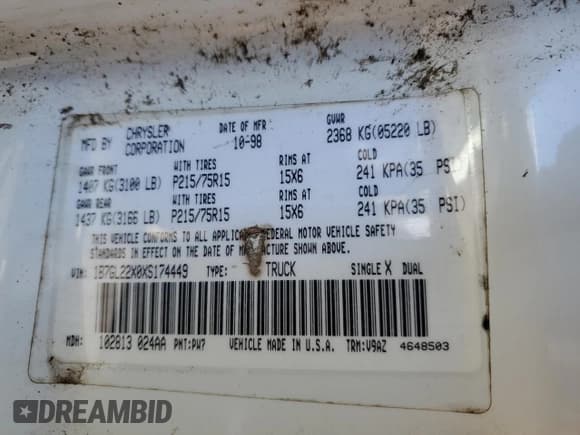 MFD BY CHRYSLER CORPORATION DATE OF MFR 10-98 GVWR 2368 KG(05220 LB)
GAWR FRONT WITH TIRES RIMS AT COLD
1407 KG(3100 LB) P215/75R15 15X6 241 KPA(35 PSI)
GAWR REAR WITH TIRES RIMS AT COLD
1437 KG(3166 LB) P215/75R15 15X6 241 KPA(35 PSI)
THIS VEHICLE CONFORMS TO ALL FEDERAL MOTOR VEHICLE SAFETY
STANDARDS IN EFFECT ON THE DATE OF SHOWN ABOVE.
VIN: 1B7GL22X0XS174449 TYPE: TRUCK SINGLE X DUAL
MDH: 102813 024AA PNT:PW7 VEHICLE MADE IN U.S.A. TRM:V9AZ 4648503
DREAMBID